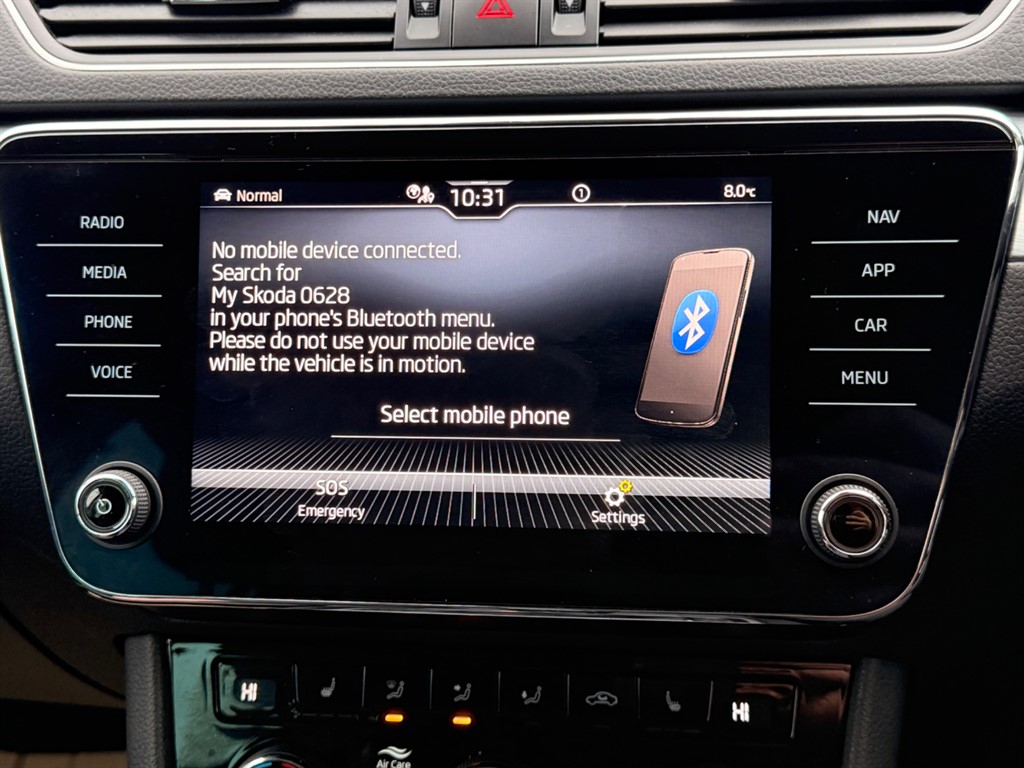 Normal
10:31
1
8.0°C
RADIO
MEDIA
PHONE
VOICE
No mobile device connected.
Search for
My Skoda 0628
in your phone's Bluetooth menu.
Please do not use your mobile device
while the vehicle is in motion.
Select mobile phone
SOS
Emergency
Settings
NAV
APP
CAR
MENU
HI
HI
Air Care